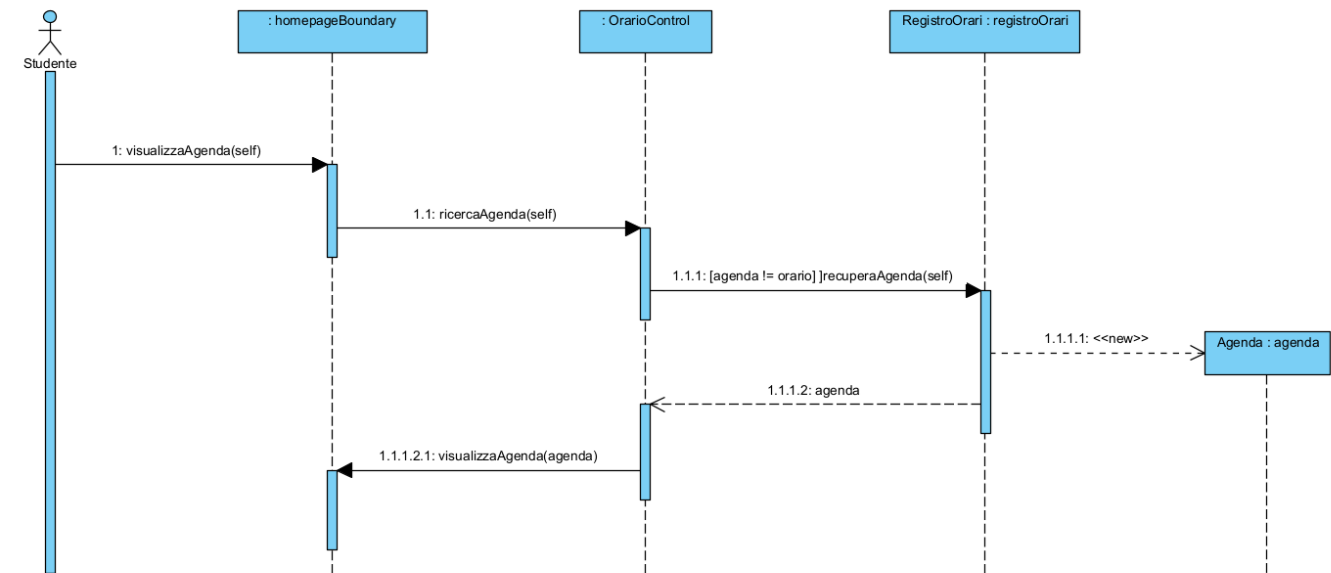 : homepageBoundary
: OrarioControl
RegistroOrari : registroOrari
Studente
1: visualizzaAgenda(self)
1.1: ricercaAgenda(self)
1.1.1: [agenda != orario] ]recuperaAgenda(self)
1.1.1.1: <<new>>
Agenda : agenda
1.1.1.2: agenda
1.1.1.2.1: visualizzaAgenda(agenda)